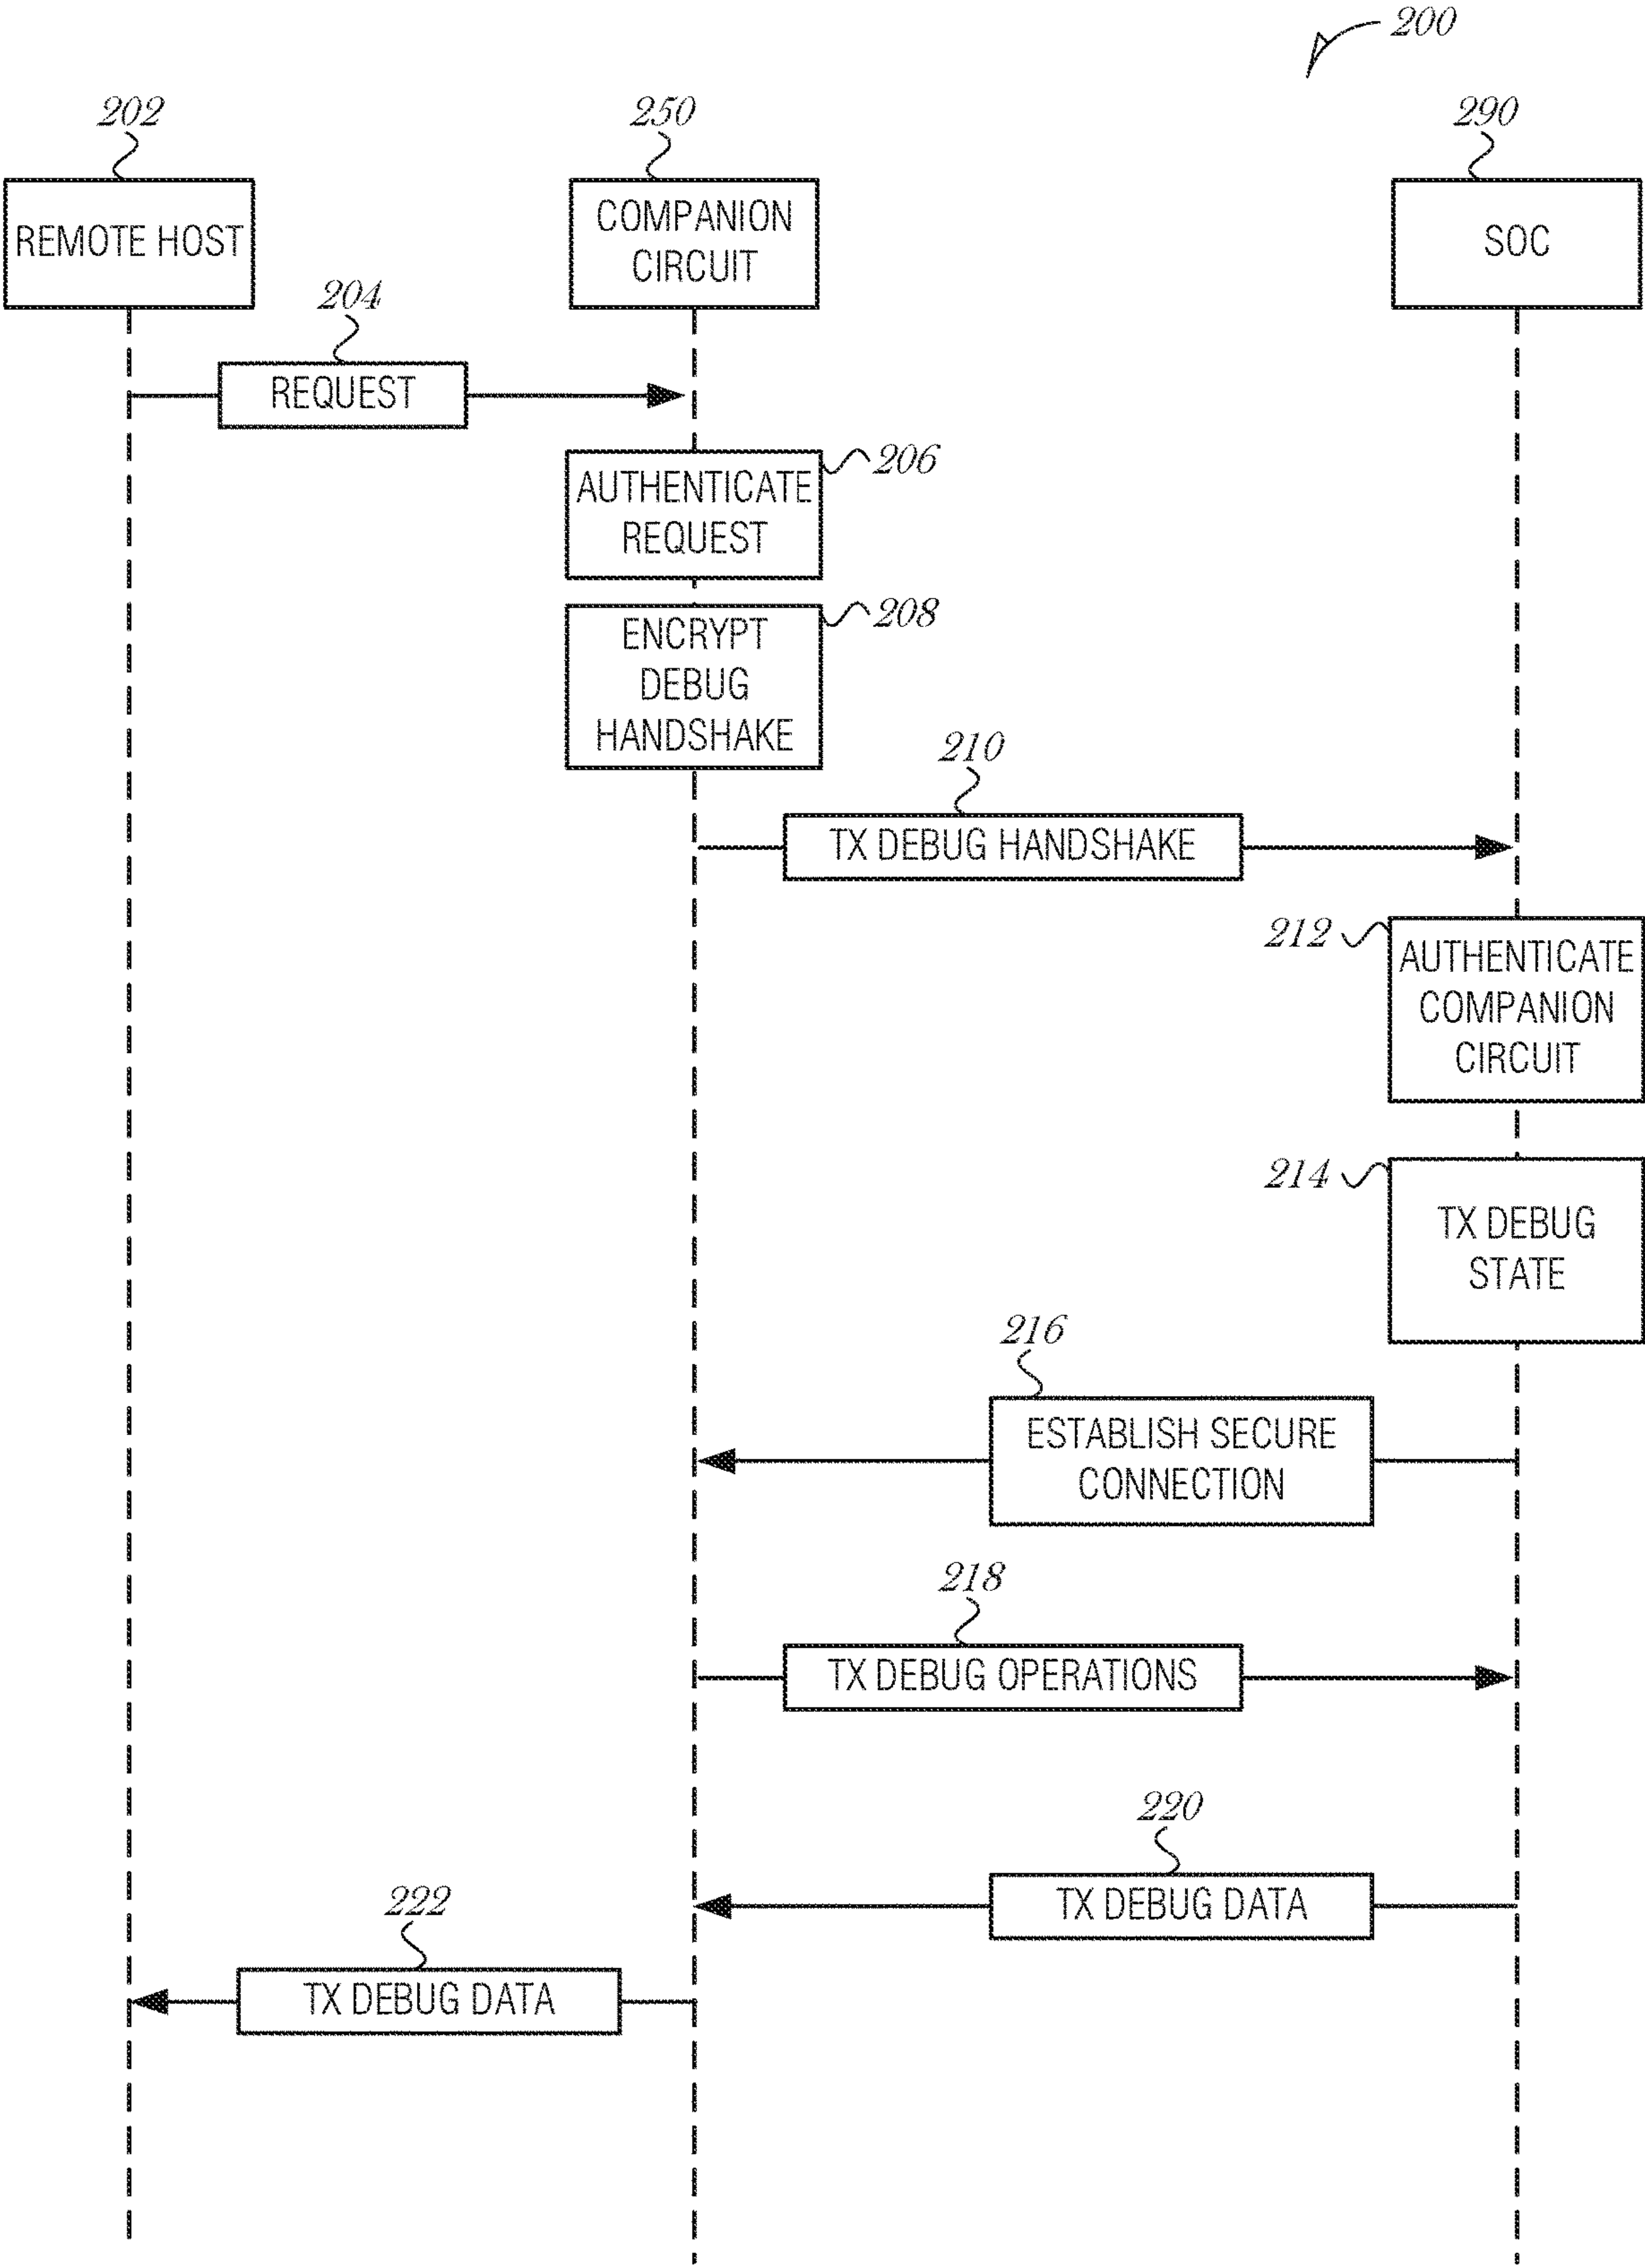 200
202
250
290
REMOTE HOST
COMPANION
CIRCUIT
SOC
204
REQUEST
206
AUTHENTICATE
REQUEST
208
ENCRYPT
DEBUG
HANDSHAKE
210
TX DEBUG HANDSHAKE
212
AUTHENTICATE
COMPANION
CIRCUIT
214
TX DEBUG
STATE
216
ESTABLISH SECURE
CONNECTION
218
TX DEBUG OPERATIONS
220
TX DEBUG DATA
222
TX DEBUG DATA